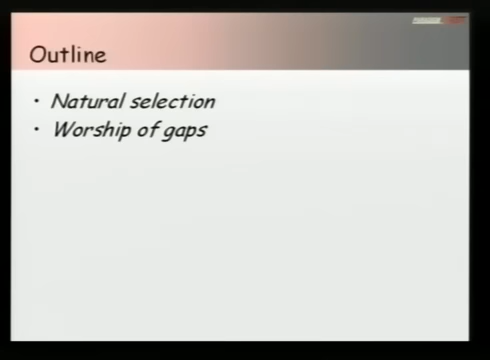 Outline
• Natural selection
• Worship of gaps